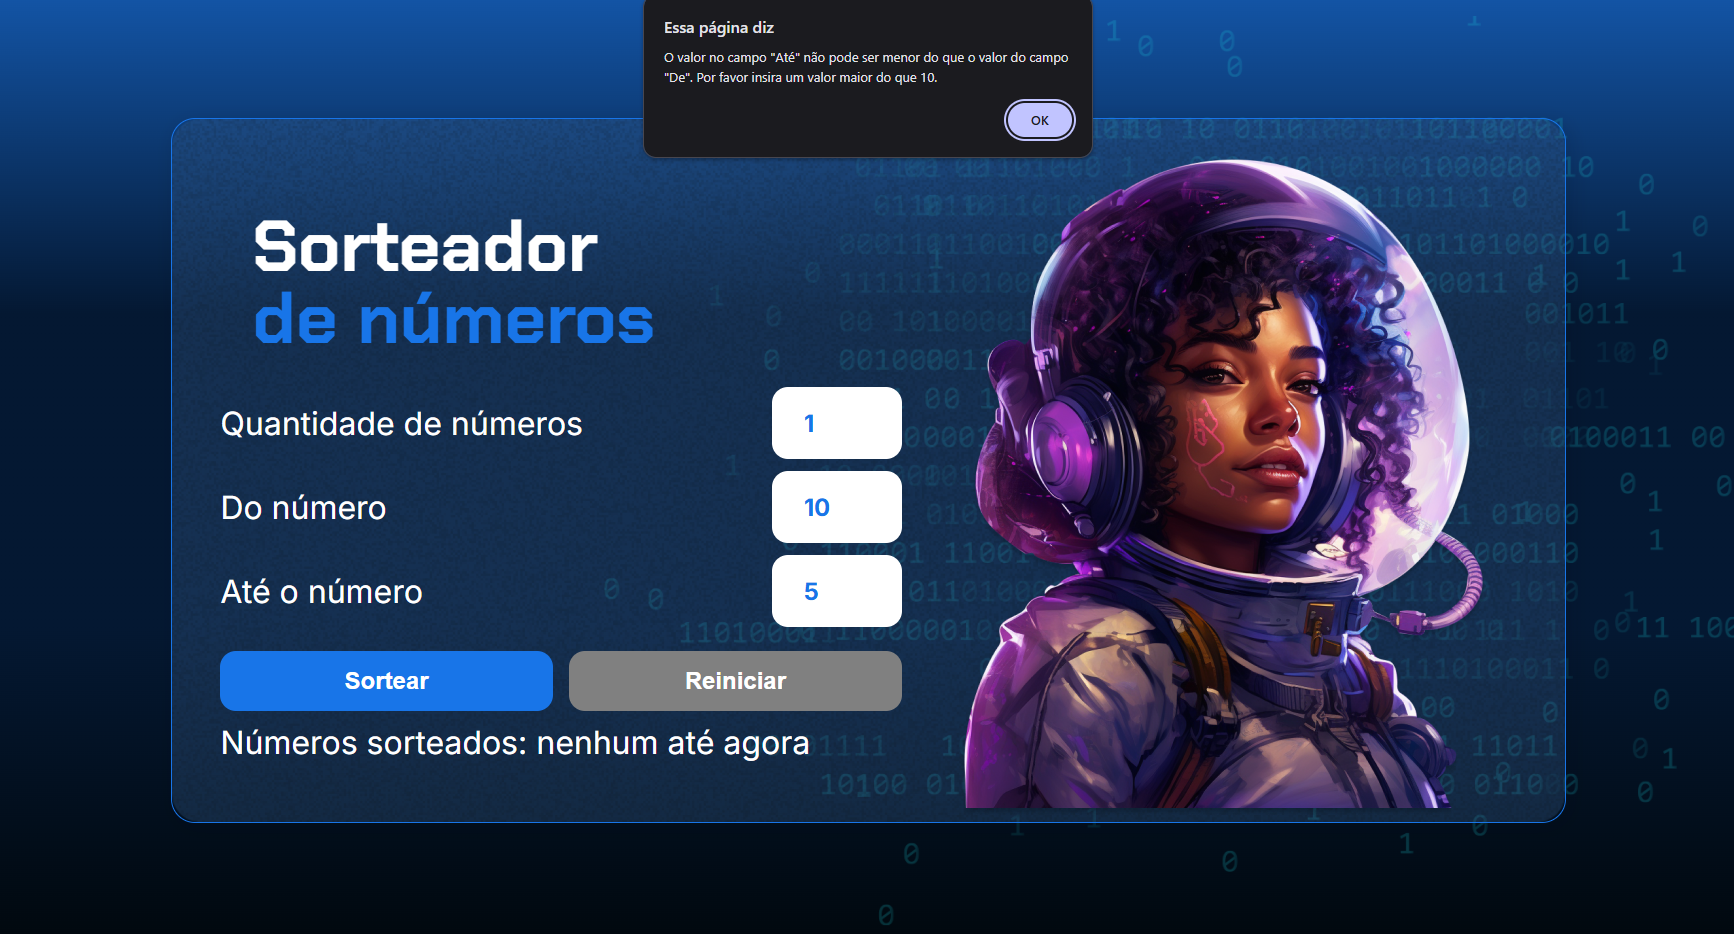 Essa página diz
O valor no campo "Até" não pode ser menor do que o valor do campo
"De". Por favor insira um valor maior do que 10.
OK
Sorteador
de números
Quantidade de números
1
Do número
10
Até o número
5
Sortear
Reiniciar
Números sorteados: nenhum até agora